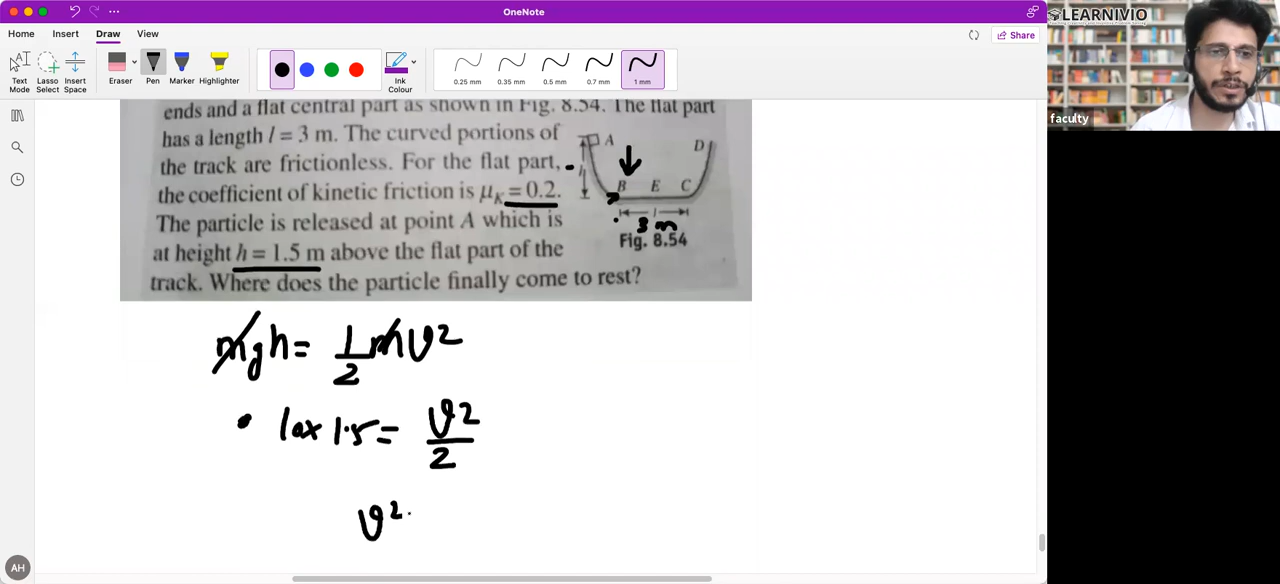 OneNote
LEARNIVIO
Home Insert Draw View
Share
Text Mode
Lasso Select
Insert Space
Eraser
Pen
Marker
Highlighter
Ink Colour
0.25 mm
0.35 mm
0.5 mm
0.7 mm
1 mm
faculty
ends and a flat central part as shown in Fig. 8.54. The flat part
has a length l = 3 m. The curved portions of
the track are frictionless. For the flat part,
the coefficient of kinetic friction is μK = 0.2.
The particle is released at point A which is
at height h = 1.5 m above the flat part of the
track. Where does the particle finally come to rest?
A D
B E C
3 m
Fig. 8.54
mgh = 1/2 mv²
10x 1.5 = v²/2
v²
AH